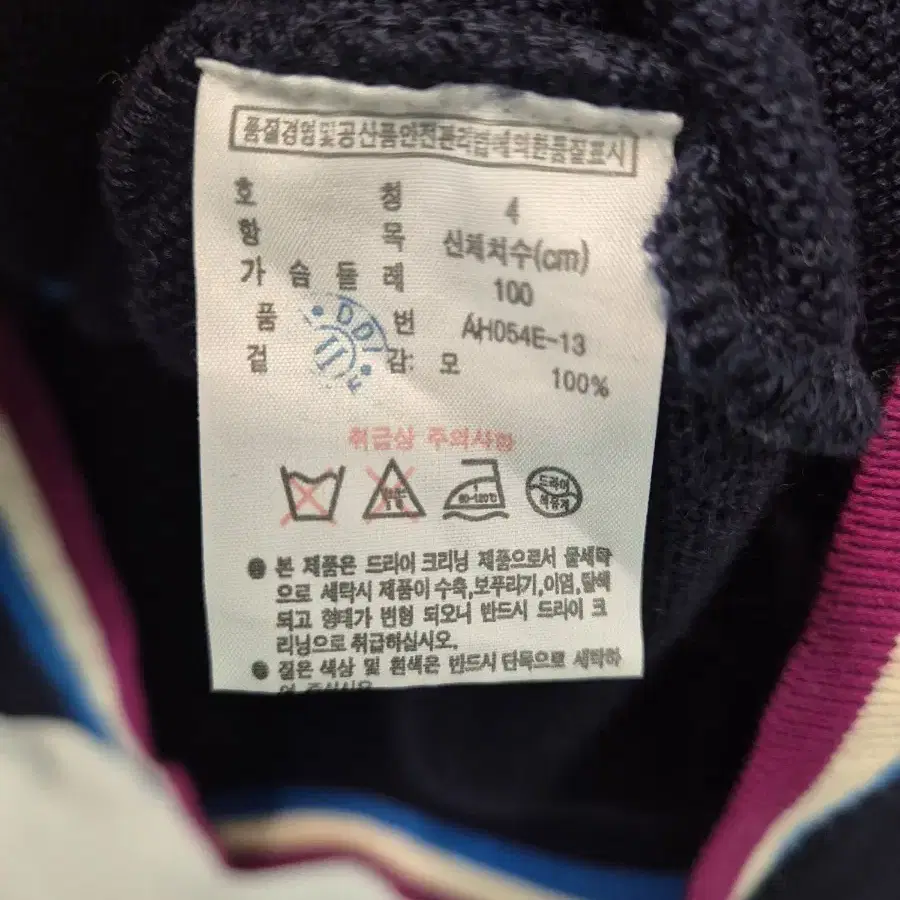 품질경영및공산품안전관리법에의한품질표시
호 칭 4
항 목 신체치수(cm)
가 슴 둘 레 100
품 번 AH054E-13
겉 감: 모 100%
취급상 주의사항
80-120℃ 드라이
● 본 제품은 드라이 크리닝 제품으로서 물세탁
으로 세탁시 제품이 수축,보푸리기,이염,탈색
되고 형태가 변형 되오니 반드시 드라이 크
리닝으로 취급하십시오.
● 짙은 색상 및 흰색은 반드시 단독으로 세탁하